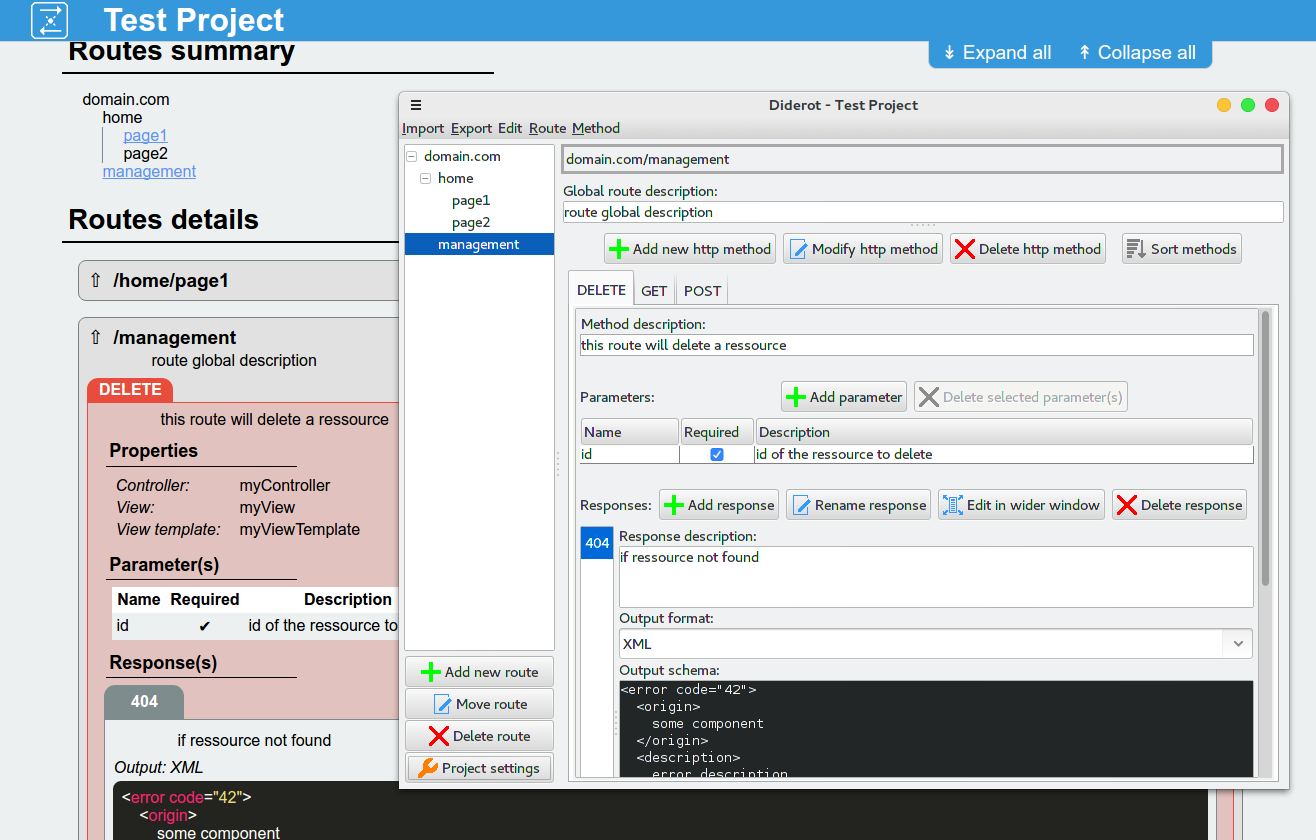 Test Project
Routes summary
Expand all
Collapse all
domain.com
home
page1
page2
management
Routes details
/home/page1
/management
route global description
DELETE
this route will delete a ressource
Properties
Controller: myController
View: myView
View template: myViewTemplate
Parameter(s)
Name Required Description
id ✔ id of the ressource to
Response(s)
404
if ressource not found
Output: XML
<error code="42">
<origin>
some component
Diderot - Test Project
Import Export Edit Route Method
domain.com
home
page1
page2
management
Add new route
Move route
Delete route
Project settings
domain.com/management
Global route description:
route global description
Add new http method Modify http method Delete http method Sort methods
DELETE GET POST
Method description:
this route will delete a ressource
Parameters: Add parameter Delete selected parameter(s)
Name Required Description
id id of the ressource to delete
Responses: Add response Rename response Edit in wider window Delete response
404
Response description:
if ressource not found
Output format:
XML
Output schema:
<error code="42">
<origin>
some component
</origin>
<description>
error description